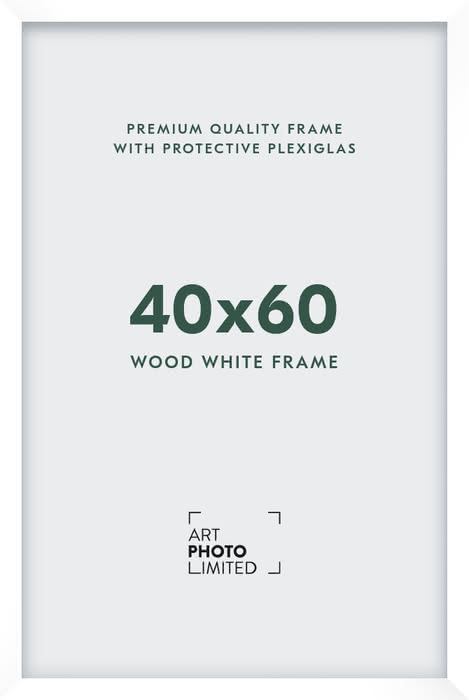 PREMIUM QUALITY FRAME
WITH PROTECTIVE PLEXIGLAS
40x60
WOOD WHITE FRAME
ART
PHOTO
LIMITED